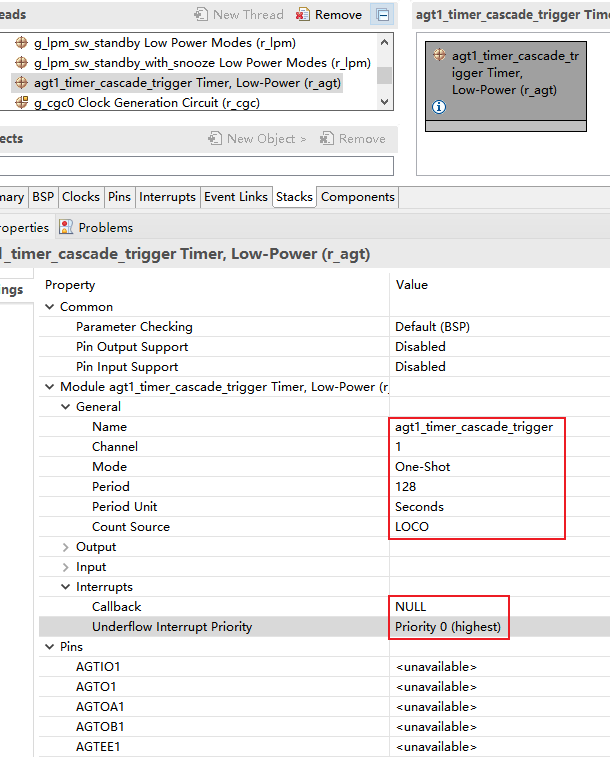 eads
New Thread
Remove
g_lpm_sw_standby Low Power Modes (r_lpm)
g_lpm_sw_standby_with_snooze Low Power Modes (r_lpm)
agt1_timer_cascade_trigger Timer, Low-Power (r_agt)
g_cgc0 Clock Generation Circuit (r_cgc)
agt1_timer_cascade_trigger Time
agt1_timer_cascade_tr
igger Timer,
Low-Power (r_agt)
ects
New Object >
Remove
mary BSP Clocks Pins Interrupts Event Links Stacks Components
roperties Problems
1_timer_cascade_trigger Timer, Low-Power (r_agt)
ngs
Property Value
Common
Parameter Checking Default (BSP)
Pin Output Support Disabled
Pin Input Support Disabled
Module agt1_timer_cascade_trigger Timer, Low-Power (r_
General
Name agt1_timer_cascade_trigger
Channel 1
Mode One-Shot
Period 128
Period Unit Seconds
Count Source LOCO
Output
Input
Interrupts
Callback NULL
Underflow Interrupt Priority Priority 0 (highest)
Pins
AGTIO1 <unavailable>
AGTO1 <unavailable>
AGTOA1 <unavailable>
AGTOB1 <unavailable>
AGTEE1 <unavailable>